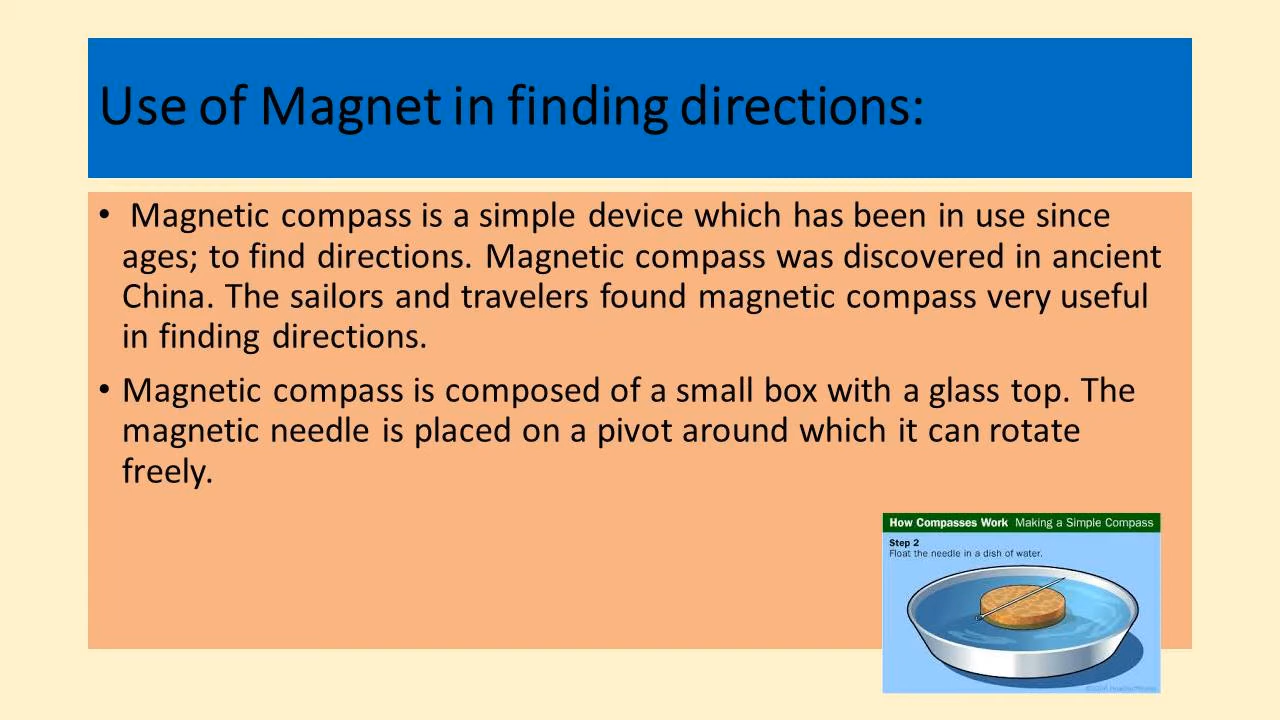 Use of Magnet in finding directions:
• Magnetic compass is a simple device which has been in use since
ages; to find directions. Magnetic compass was discovered in ancient
China. The sailors and travelers found magnetic compass very useful
in finding directions.
• Magnetic compass is composed of a small box with a glass top. The
magnetic needle is placed on a pivot around which it can rotate
freely.
How Compasses Work Making a Simple Compass
Step 2
Float the needle in a dish of water.